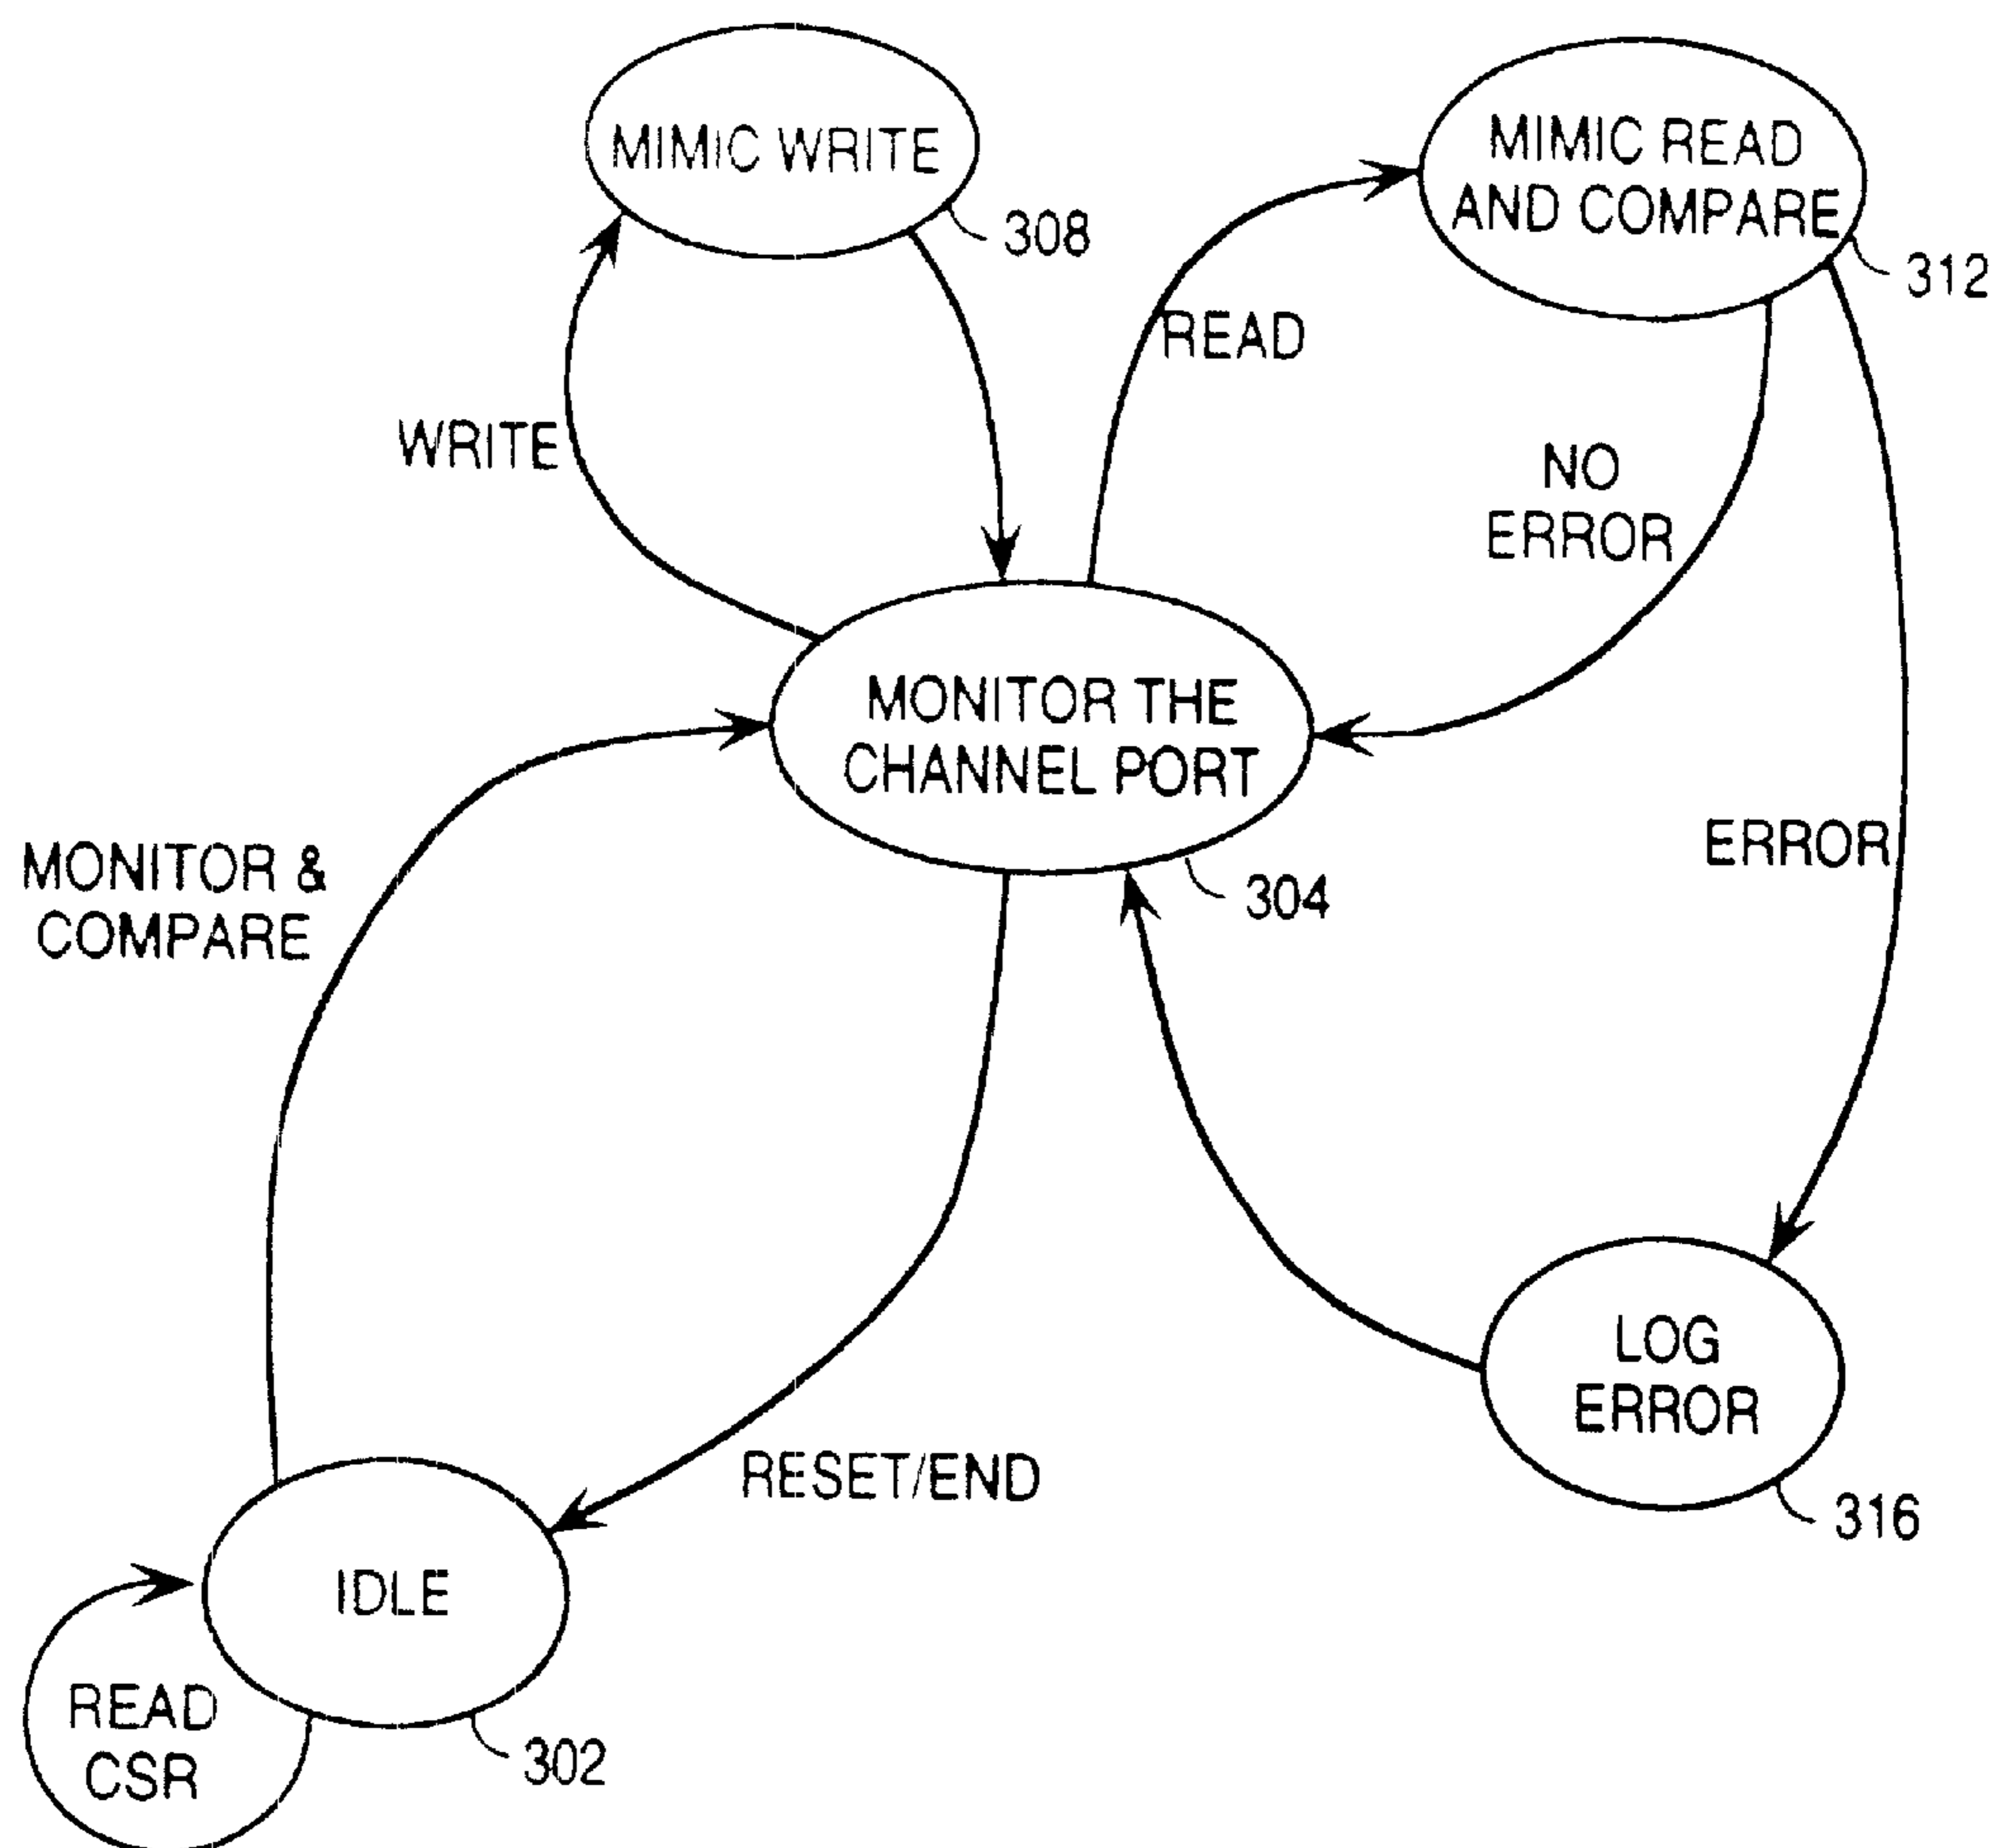 MIMIC WRITE
308
MIMIC READ
AND COMPARE
312
READ
WRITE
NO
ERROR
MONITOR THE
CHANNEL PORT
304
MONITOR &
COMPARE
ERROR
LOG
ERROR
316
RESET/END
IDLE
302
READ
CSR